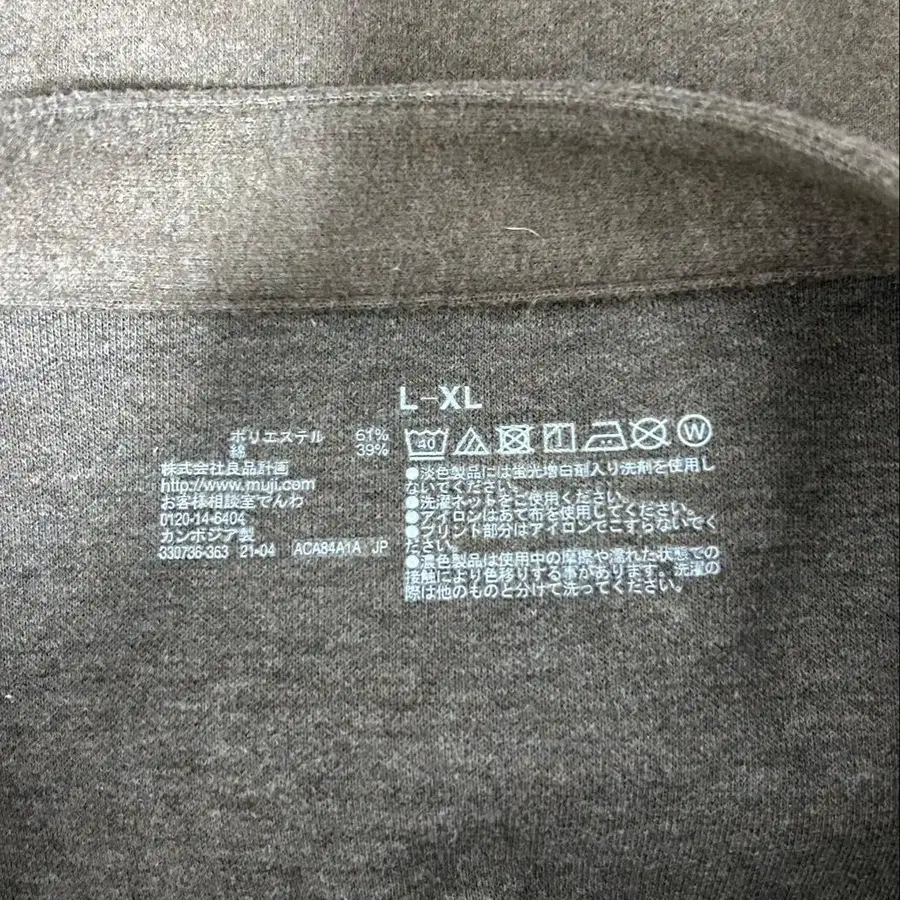 L-XL
ポリエステル 61%
綿 39%
株式会社良品計画
http://www.muji.com
お客様相談室でんわ
0120-14-6404
カンボジア製
330736-363 21-04 ACA84A1A JP
40
W
●淡色製品には蛍光増白剤入り洗剤を使用し
ないでください。
●洗濯ネットをご使用ください。
●アイロンはあて布を使用してください。
●プリント部分はアイロンでこすらないでく
ださい。
●濃色製品は使用中の摩擦や濡れた状態での
接触により色移りする事があります。洗濯の
際は他のものと分けて洗ってください。